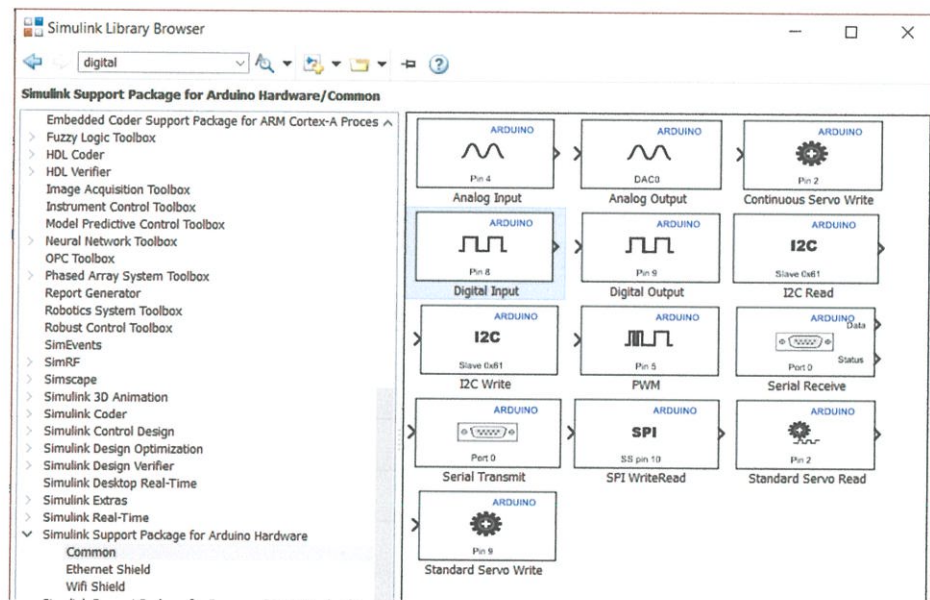 Simulink Library Browser
digital
Simulink Support Package for Arduino Hardware/Common
Embedded Coder Support Package for ARM Cortex-A Proces
Fuzzy Logic Toolbox
HDL Coder
HDL Verifier
Image Acquisition Toolbox
Instrument Control Toolbox
Model Predictive Control Toolbox
Neural Network Toolbox
OPC Toolbox
Phased Array System Toolbox
Report Generator
Robotics System Toolbox
Robust Control Toolbox
SimEvents
SimRF
Simscape
Simulink 3D Animation
Simulink Coder
Simulink Control Design
Simulink Design Optimization
Simulink Design Verifier
Simulink Desktop Real-Time
Simulink Extras
Simulink Real-Time
Simulink Support Package for Arduino Hardware
Common
Ethernet Shield
Wifi Shield
ARDUINO
Pin 4
Analog Input
ARDUINO
DAC0
Analog Output
ARDUINO
Pin 2
Continuous Servo Write
ARDUINO
Pin 8
Digital Input
ARDUINO
Pin 9
Digital Output
ARDUINO
I2C
Slave 0x61
I2C Read
ARDUINO
I2C
Slave 0x61
I2C Write
ARDUINO
Pin 5
PWM
ARDUINO
Data
Status
Port 0
Serial Receive
ARDUINO
Port 0
Serial Transmit
ARDUINO
SPI
SS pin 10
SPI WriteRead
ARDUINO
Pin 2
Standard Servo Read
ARDUINO
Pin 9
Standard Servo Write